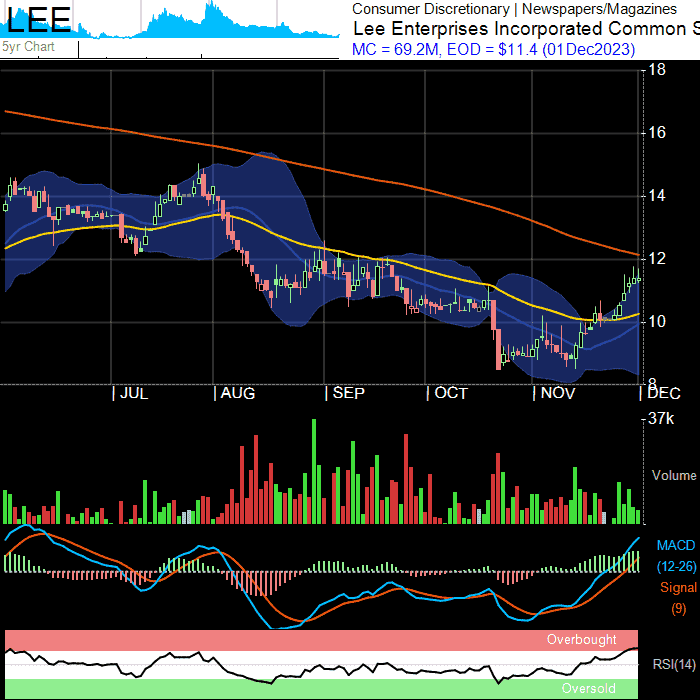 LEE
5yr Chart
Consumer Discretionary | Newspapers/Magazines
Lee Enterprises Incorporated Common S
MC = 69.2M, EOD = $11.4 (01Dec2023)
18
16
14
12
10
8
JUL
AUG
SEP
OCT
NOV
DEC
37k
Volume
MACD
(12-26)
Signal
(9)
Overbought
RSI(14)
Oversold